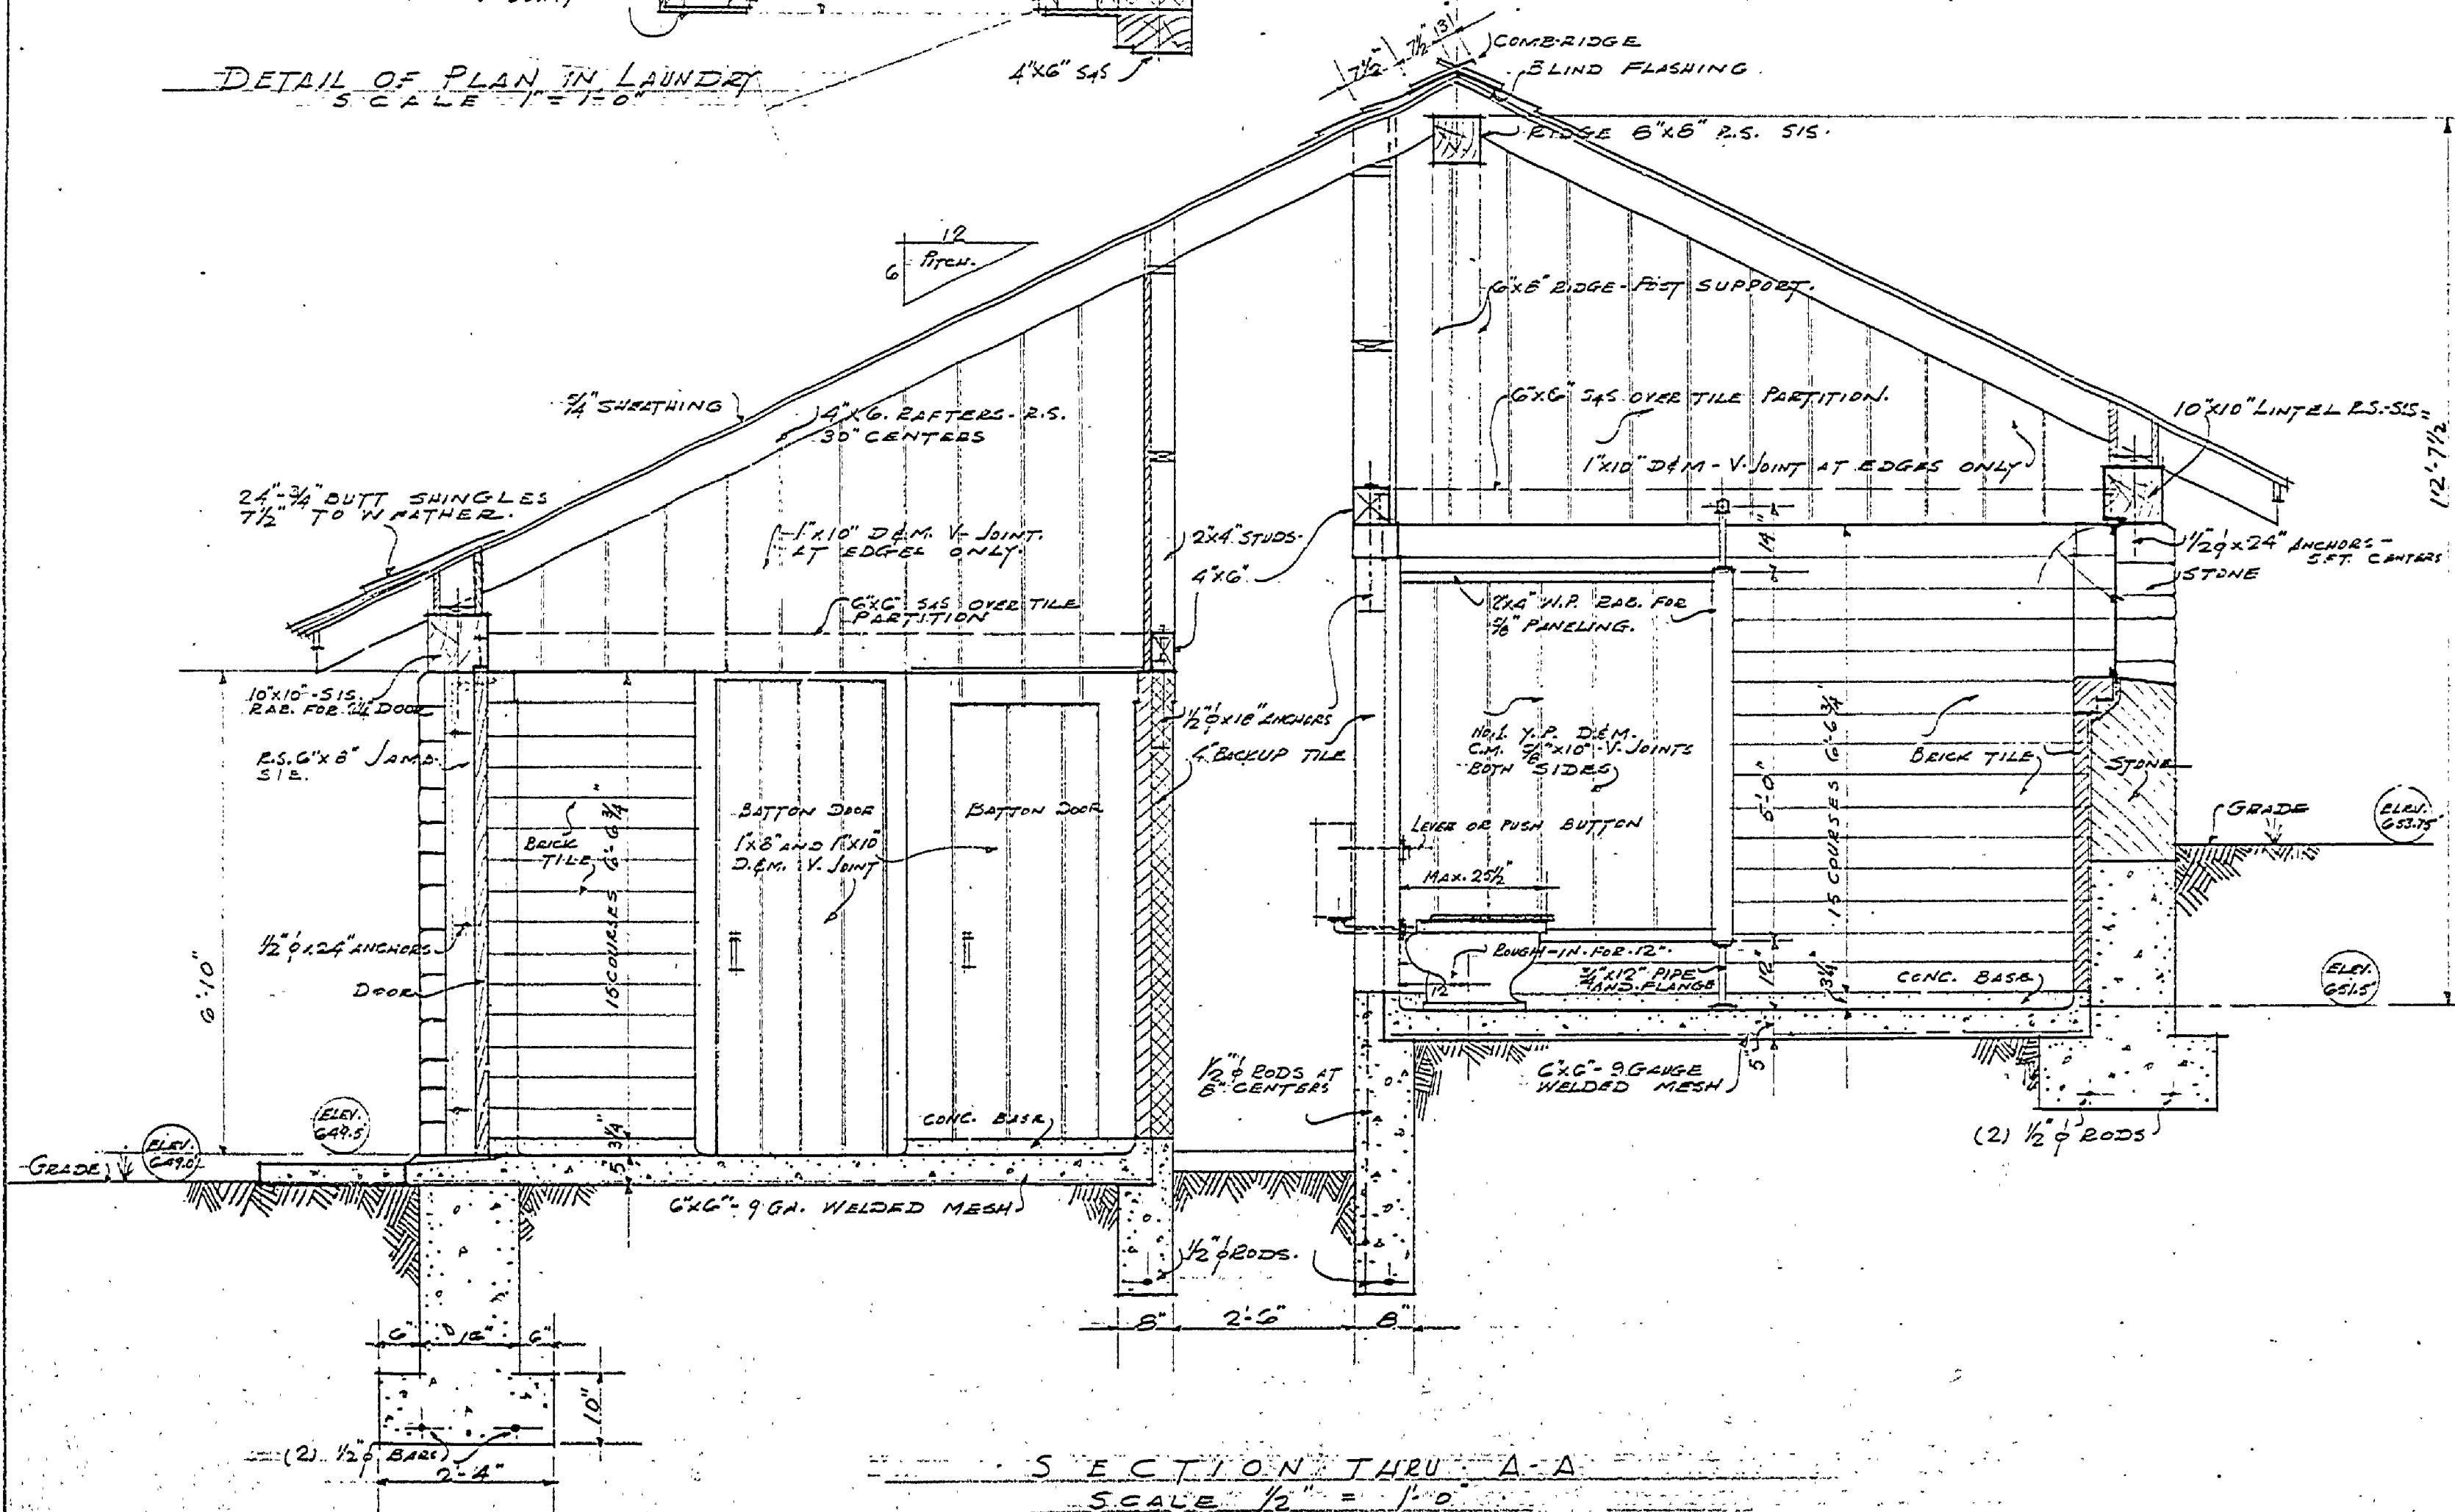 DETAIL OF PLAN IN LAUNDRY
SCALE 1" = 1'-0"
4"X6" S4S
7½"
7½"
COMB-RIDGE
BLIND FLASHING.
RIDGE 8"X8" R.S. S1S.
12
6
PITCH.
6"X8" RIDGE-POST SUPPORT.
5/4" SHEATHING
4"X6" RAFTERS-R.S.
30" CENTERS
6"X6" S4S OVER TILE PARTITION.
10"X10" LINTEL R.S.-S1S
12'-7½"
1"X10" D&M-V-JOINT AT EDGES ONLY
24"-3/4" BUTT SHINGLES
7½" TO WEATHER.
1"X10" D&M. V-JOINT.
AT EDGES ONLY.
2"X4" STUDS
4"X6"
14"
½"ϕ x 24" ANCHORS-
5 FT. CENTERS
STONE
6"X6" S4S OVER TILE
PARTITION
2"X4" W.P. RAB. FOR
5/8" PANELING.
10"X10"-S1S.
RAB. FOR 1¼" DOOR
½"ϕ X18" ANCHORS
4" BACKUP TILE
R.S. 6"X8" JAMB
S1E.
NO.1 Y.P. D&M.
C.M. 5/8"X10"-V-JOINTS
BOTH SIDES
5'-0"
15 COURSES 6'-6¾"
BRICK TILE
STONE
BATTON DOOR
BATTON DOOR
1"X8" AND 1"X10"
D.&M. V-JOINT
BRICK
TILE
15 COURSES 6'-6¾"
LEVER OR PUSH BUTTON
GRADE
ELEV.
653.75
MAX. 25½"
6'-10"
½"ϕ X 24" ANCHORS
DOOR
ROUGH-IN. FOR 12".
¾"X12" PIPE
AND FLANGE
12
12"
3¼"
CONC. BASE
ELEV.
651.5
½"ϕ RODS AT
8" CENTERS
5"
6"X6"-9 GAUGE
WELDED MESH
(2) ½"ϕ RODS
ELEV.
649.5
GRADE
ELEV.
649.0
CONC. BASE
3¼"
5"
6"X6"-9 GA. WELDED MESH
½"ϕ RODS.
8"
2'-6"
8"
6"
16"
6"
10"
(2) ½"ϕ BARS
2'-4"
SECTION THRU A-A
SCALE ½" = 1'-0"